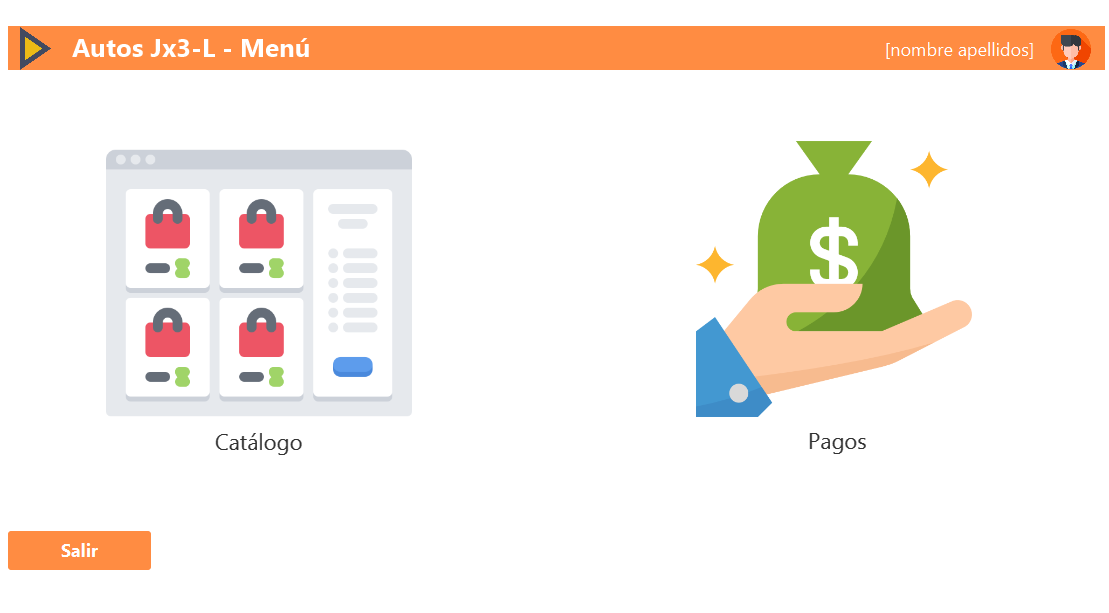 Autos Jx3-L - Menú
[nombre apellidos]
$
Catálogo
Pagos
Salir